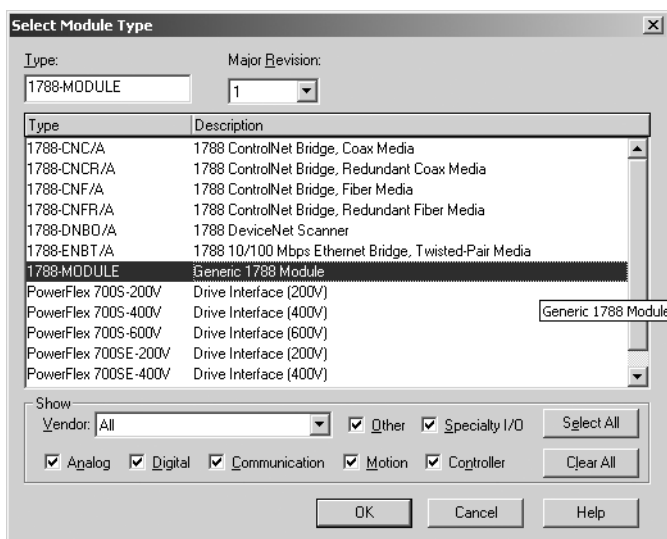 Select Module Type
Type: Major Revision:
1788-MODULE 1
Type Description
1788-CNC/A 1788 ControlNet Bridge, Coax Media
1788-CNCR/A 1788 ControlNet Bridge, Redundant Coax Media
1788-CNF/A 1788 ControlNet Bridge, Fiber Media
1788-CNFR/A 1788 ControlNet Bridge, Redundant Fiber Media
1788-DNBO/A 1788 DeviceNet Scanner
1788-ENBT/A 1788 10/100 Mbps Ethernet Bridge, Twisted-Pair Media
1788-MODULE Generic 1788 Module
PowerFlex 700S-200V Drive Interface (200V)
PowerFlex 700S-400V Drive Interface (400V)
Generic 1788 Module
PowerFlex 700S-600V Drive Interface (600V)
PowerFlex 700SE-200V Drive Interface (200V)
PowerFlex 700SE-400V Drive Interface (400V)
Show
Vendor: All Other Specialty I/O Select All
Analog Digital Communication Motion Controller Clear All
OK Cancel Help